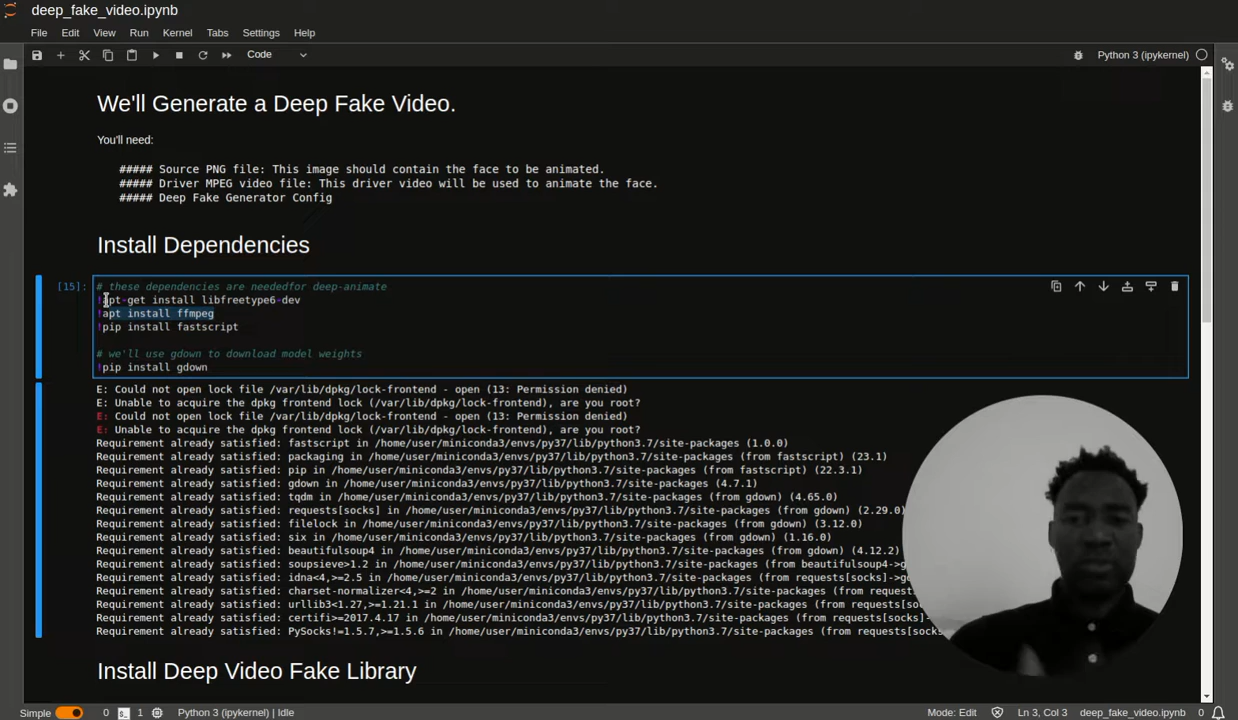 deep_fake_video.ipynb
File Edit View Run Kernel Tabs Settings Help
Code Python 3 (ipykernel)
We'll Generate a Deep Fake Video.
You'll need:
##### Source PNG file: This image should contain the face to be animated.
##### Driver MPEG video file: This driver video will be used to animate the face.
##### Deep Fake Generator Config
Install Dependencies
[15]: # these dependencies are neededfor deep-animate
!apt-get install libfreetype6-dev
!apt install ffmpeg
!pip install fastscript
# we'll use gdown to download model weights
!pip install gdown
E: Could not open lock file /var/lib/dpkg/lock-frontend - open (13: Permission denied)
E: Unable to acquire the dpkg frontend lock (/var/lib/dpkg/lock-frontend), are you root?
E: Could not open lock file /var/lib/dpkg/lock-frontend - open (13: Permission denied)
E: Unable to acquire the dpkg frontend lock (/var/lib/dpkg/lock-frontend), are you root?
Requirement already satisfied: fastscript in /home/user/miniconda3/envs/py37/lib/python3.7/site-packages (1.0.0)
Requirement already satisfied: packaging in /home/user/miniconda3/envs/py37/lib/python3.7/site-packages (from fastscript) (23.1)
Requirement already satisfied: pip in /home/user/miniconda3/envs/py37/lib/python3.7/site-packages (from fastscript) (22.3.1)
Requirement already satisfied: gdown in /home/user/miniconda3/envs/py37/lib/python3.7/site-packages (4.7.1)
Requirement already satisfied: tqdm in /home/user/miniconda3/envs/py37/lib/python3.7/site-packages (from gdown) (4.65.0)
Requirement already satisfied: requests[socks] in /home/user/miniconda3/envs/py37/lib/python3.7/site-packages (from gdown) (2.29.0)
Requirement already satisfied: filelock in /home/user/miniconda3/envs/py37/lib/python3.7/site-packages (from gdown) (3.12.0)
Requirement already satisfied: six in /home/user/miniconda3/envs/py37/lib/python3.7/site-packages (from gdown) (1.16.0)
Requirement already satisfied: beautifulsoup4 in /home/user/miniconda3/envs/py37/lib/python3.7/site-packages (from gdown) (4.12.2)
Requirement already satisfied: soupsieve>1.2 in /home/user/miniconda3/envs/py37/lib/python3.7/site-packages (from beautifulsoup4->g
Requirement already satisfied: idna<4,>=2.5 in /home/user/miniconda3/envs/py37/lib/python3.7/site-packages (from requests[socks]->g
Requirement already satisfied: charset-normalizer<4,>=2 in /home/user/miniconda3/envs/py37/lib/python3.7/site-packages (from reques
Requirement already satisfied: urllib3<1.27,>=1.21.1 in /home/user/miniconda3/envs/py37/lib/python3.7/site-packages (from requests[
Requirement already satisfied: certifi>=2017.4.17 in /home/user/miniconda3/envs/py37/lib/python3.7/site-packages (from requests[socks]-
Requirement already satisfied: PySocks!=1.5.7,>=1.5.6 in /home/user/miniconda3/envs/py37/lib/python3.7/site-packages (from requests[socks]
Install Deep Video Fake Library
Simple 0 1 Python 3 (ipykernel) | Idle Mode: Edit Ln 3, Col 3 deep_fake_video.ipynb 0